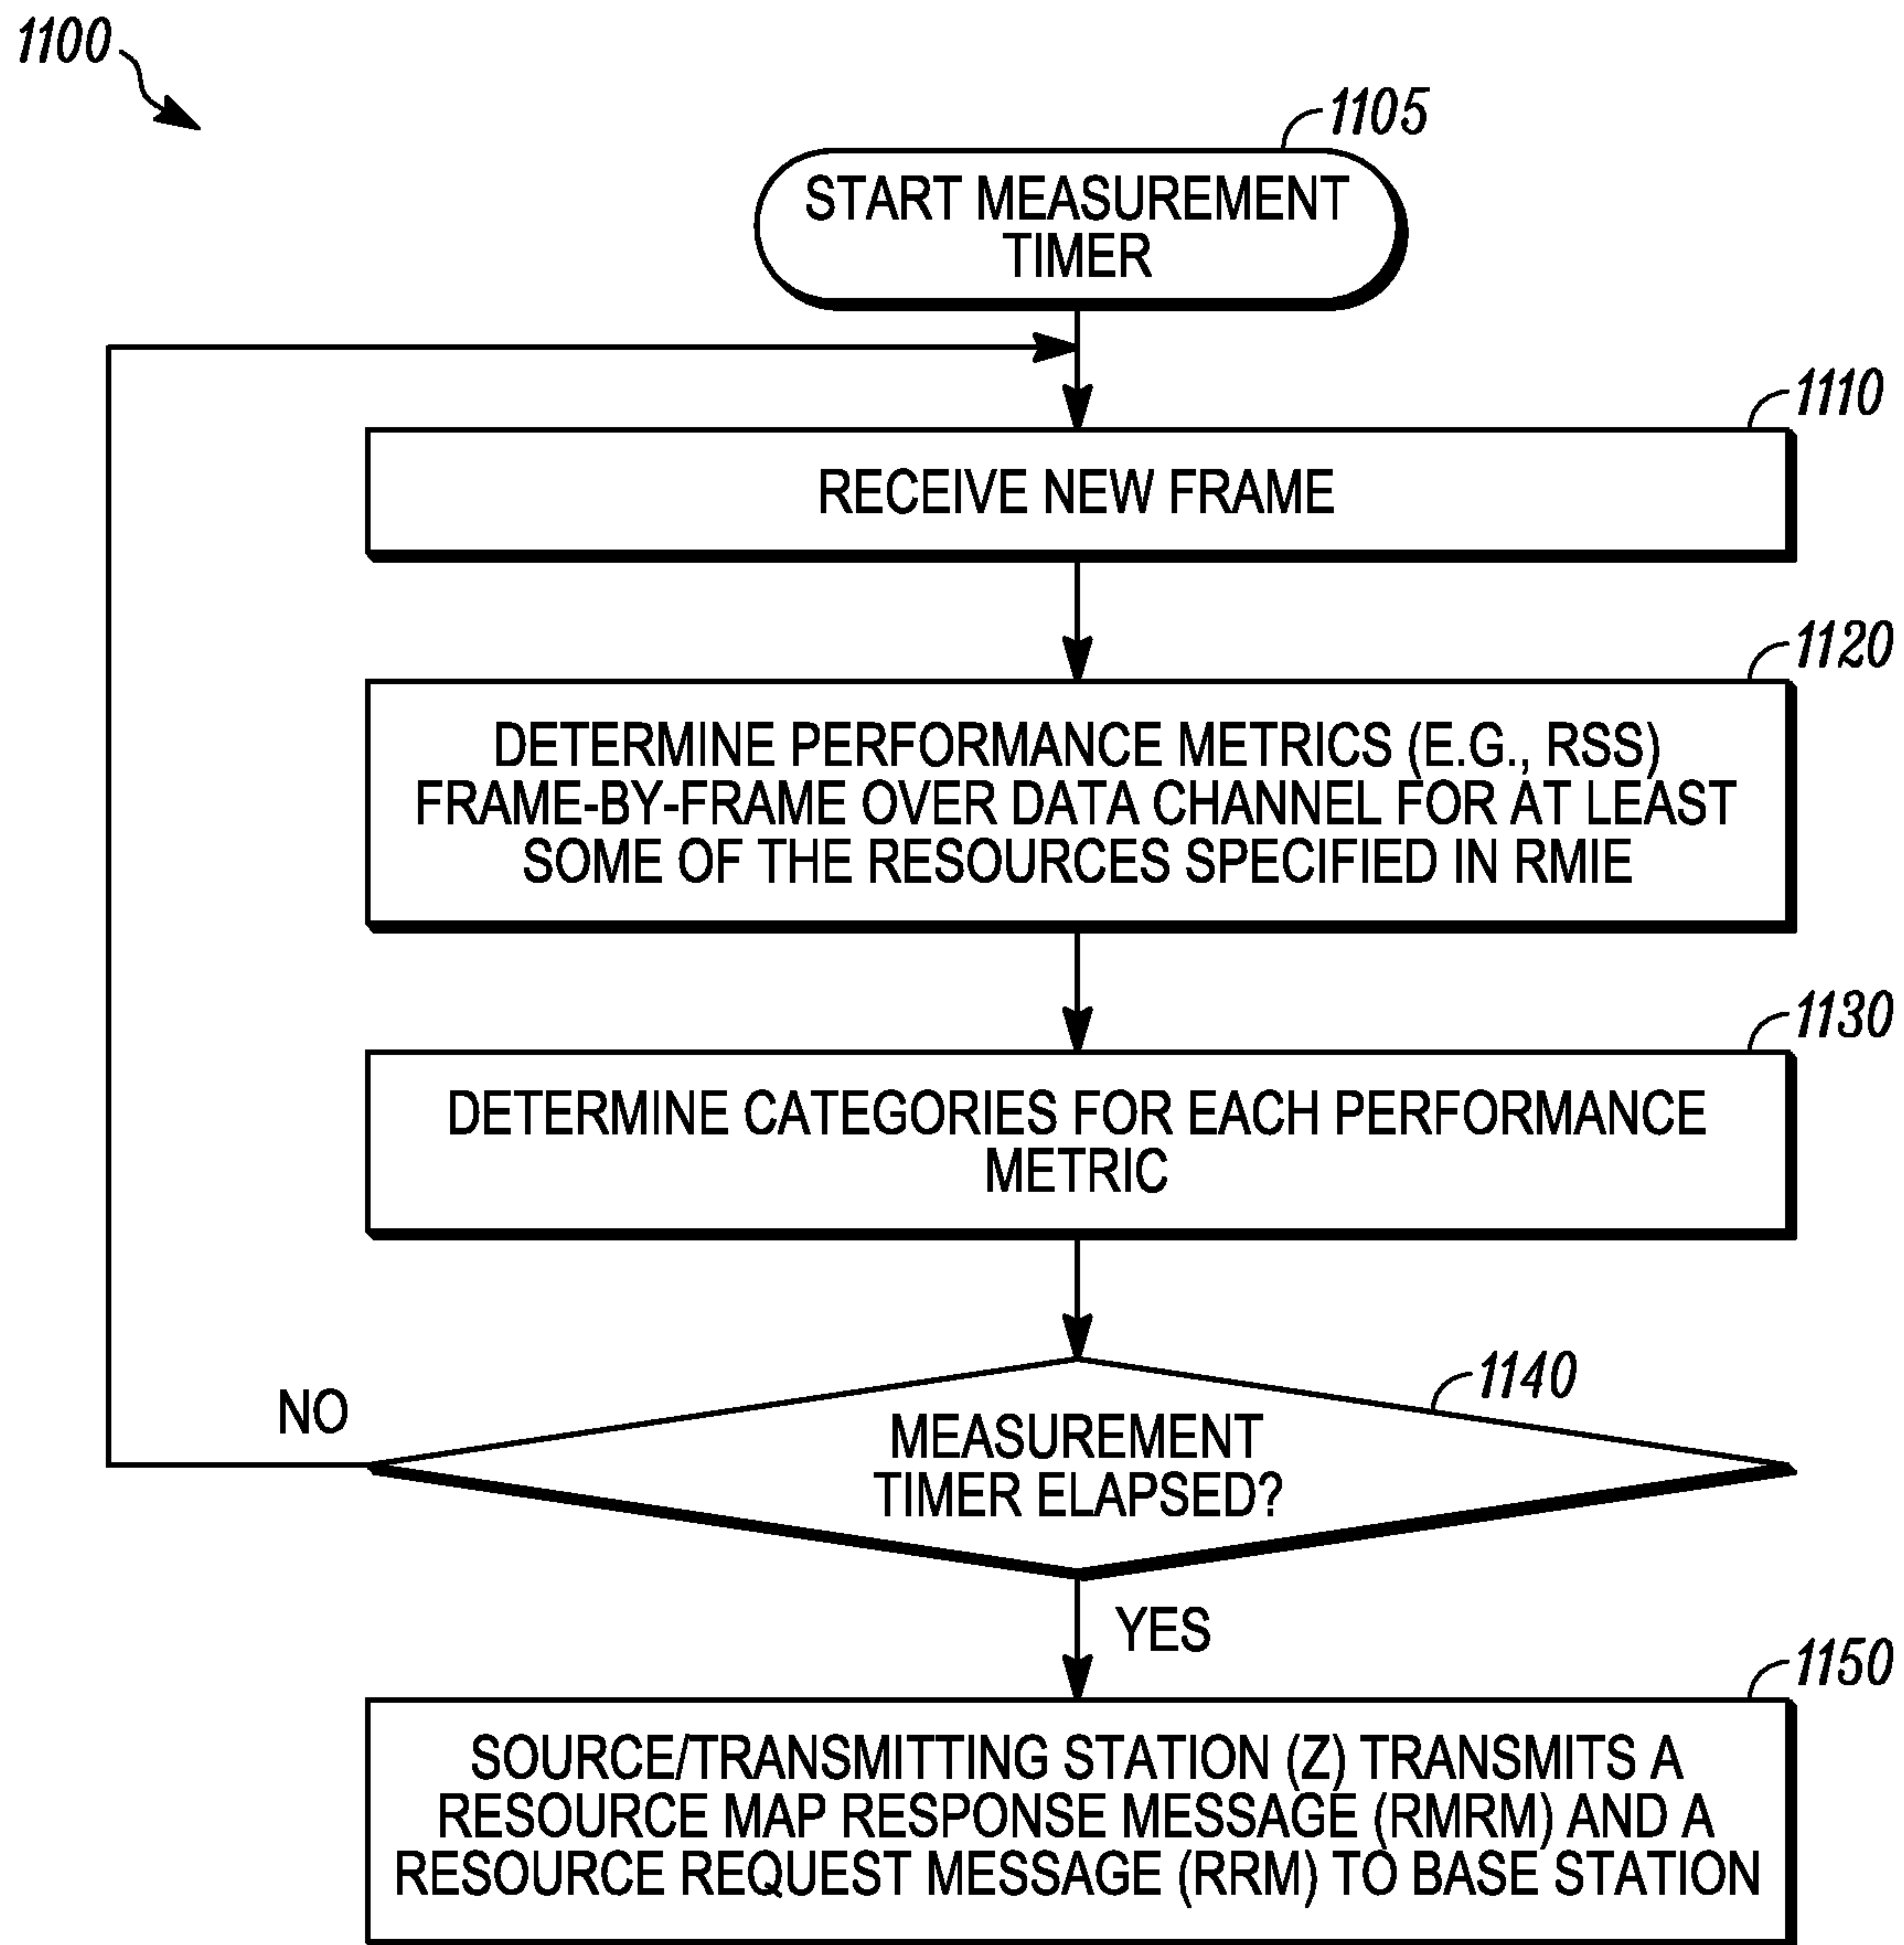 1100
1105
START MEASUREMENT
TIMER
1110
RECEIVE NEW FRAME
1120
DETERMINE PERFORMANCE METRICS (E.G., RSS)
FRAME-BY-FRAME OVER DATA CHANNEL FOR AT LEAST
SOME OF THE RESOURCES SPECIFIED IN RMIE
1130
DETERMINE CATEGORIES FOR EACH PERFORMANCE
METRIC
1140
NO
MEASUREMENT
TIMER ELAPSED?
YES
1150
SOURCE/TRANSMITTING STATION (Z) TRANSMITS A
RESOURCE MAP RESPONSE MESSAGE (RMRM) AND A
RESOURCE REQUEST MESSAGE (RRM) TO BASE STATION